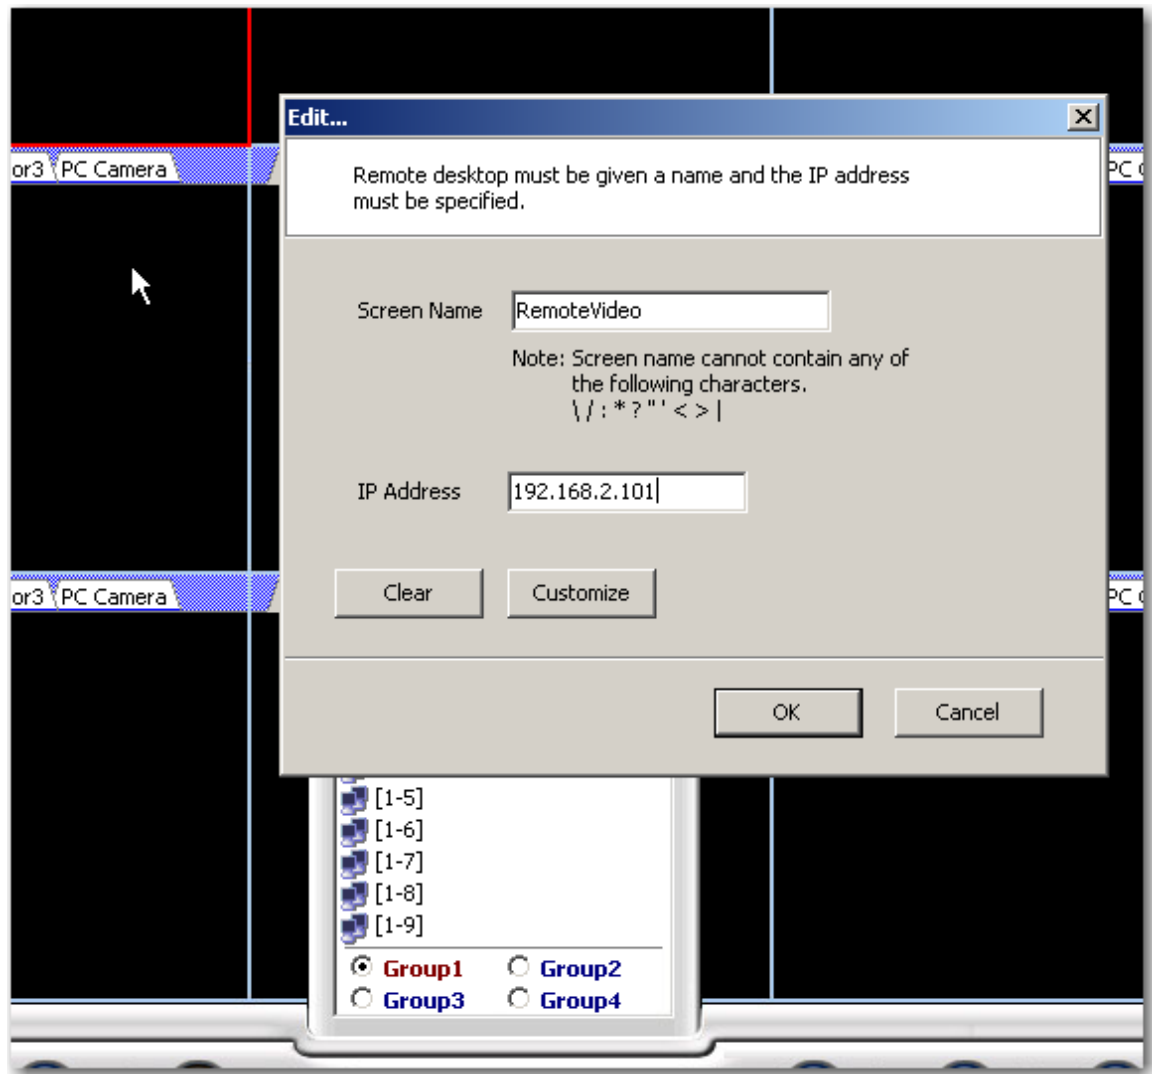 Edit...
or3 PC Camera
PC
Remote desktop must be given a name and the IP address
must be specified.
Screen Name RemoteVideo
Note: Screen name cannot contain any of
the following characters.
\ / : * ? " ' < > |
IP Address 192.168.2.101
Clear Customize
or3 PC Camera
PC
OK Cancel
[1-5]
[1-6]
[1-7]
[1-8]
[1-9]
Group1 Group2
Group3 Group4